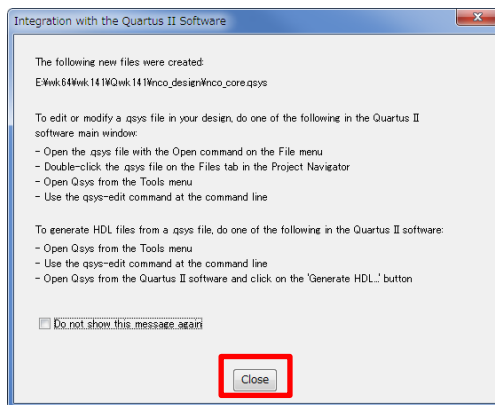 Integration with the Quartus II Software
The following new files were created:
E:¥wk64¥wk141¥Qwk141¥nco_design¥nco_core.qsys
To edit or modify a .qsys file in your design, do one of the following in the Quartus II
software main window:
- Open the .qsys file with the Open command on the File menu
- Double-click the .qsys file on the Files tab in the Project Navigator
- Open Qsys from the Tools menu
- Use the qsys-edit command at the command line
To generate HDL files from a .qsys file, do one of the following in the Quartus II software:
- Open Qsys from the Tools menu
- Use the qsys-edit command at the command line
- Open Qsys from the Quartus II software and click on the 'Generate HDL...' button
Do not show this message again
Close